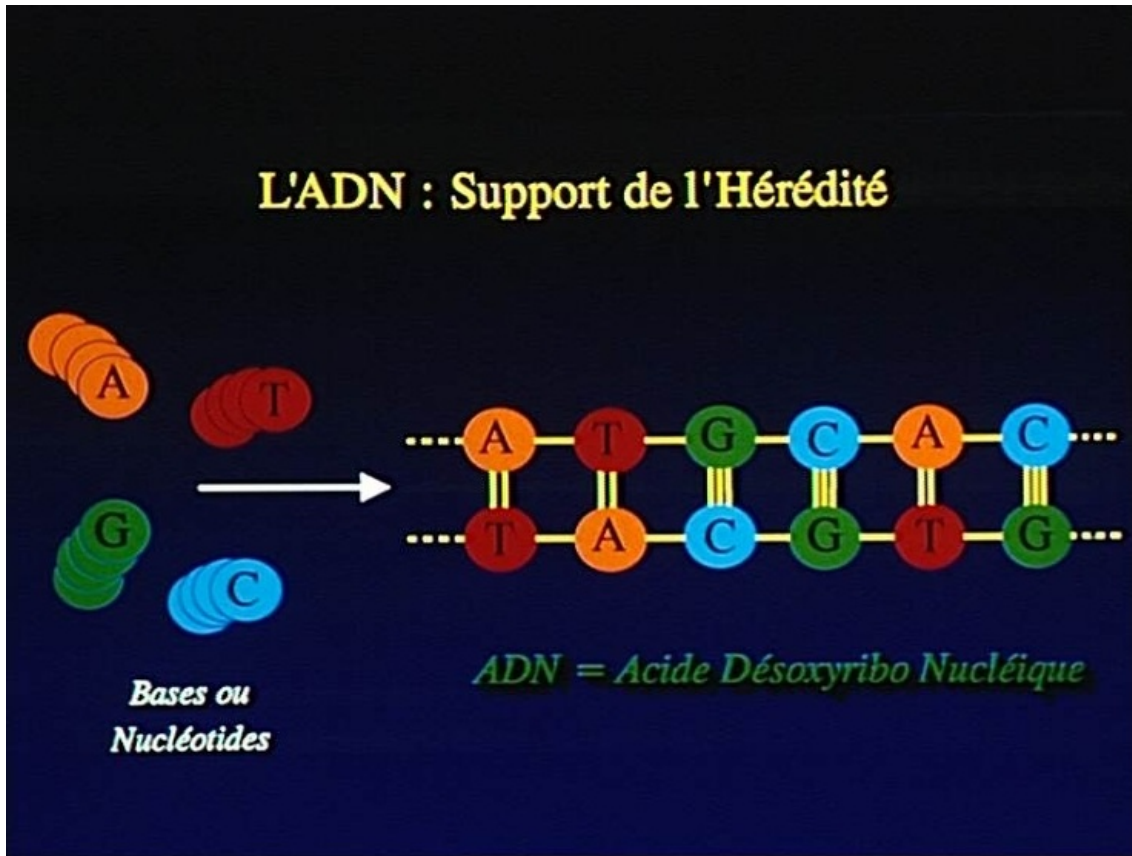 L'ADN : Support de l'Hérédité
A
T
G
C
A T G C A C
T A C G T G
Bases ou
Nucléotides
ADN = Acide Désoxyribo Nucléique